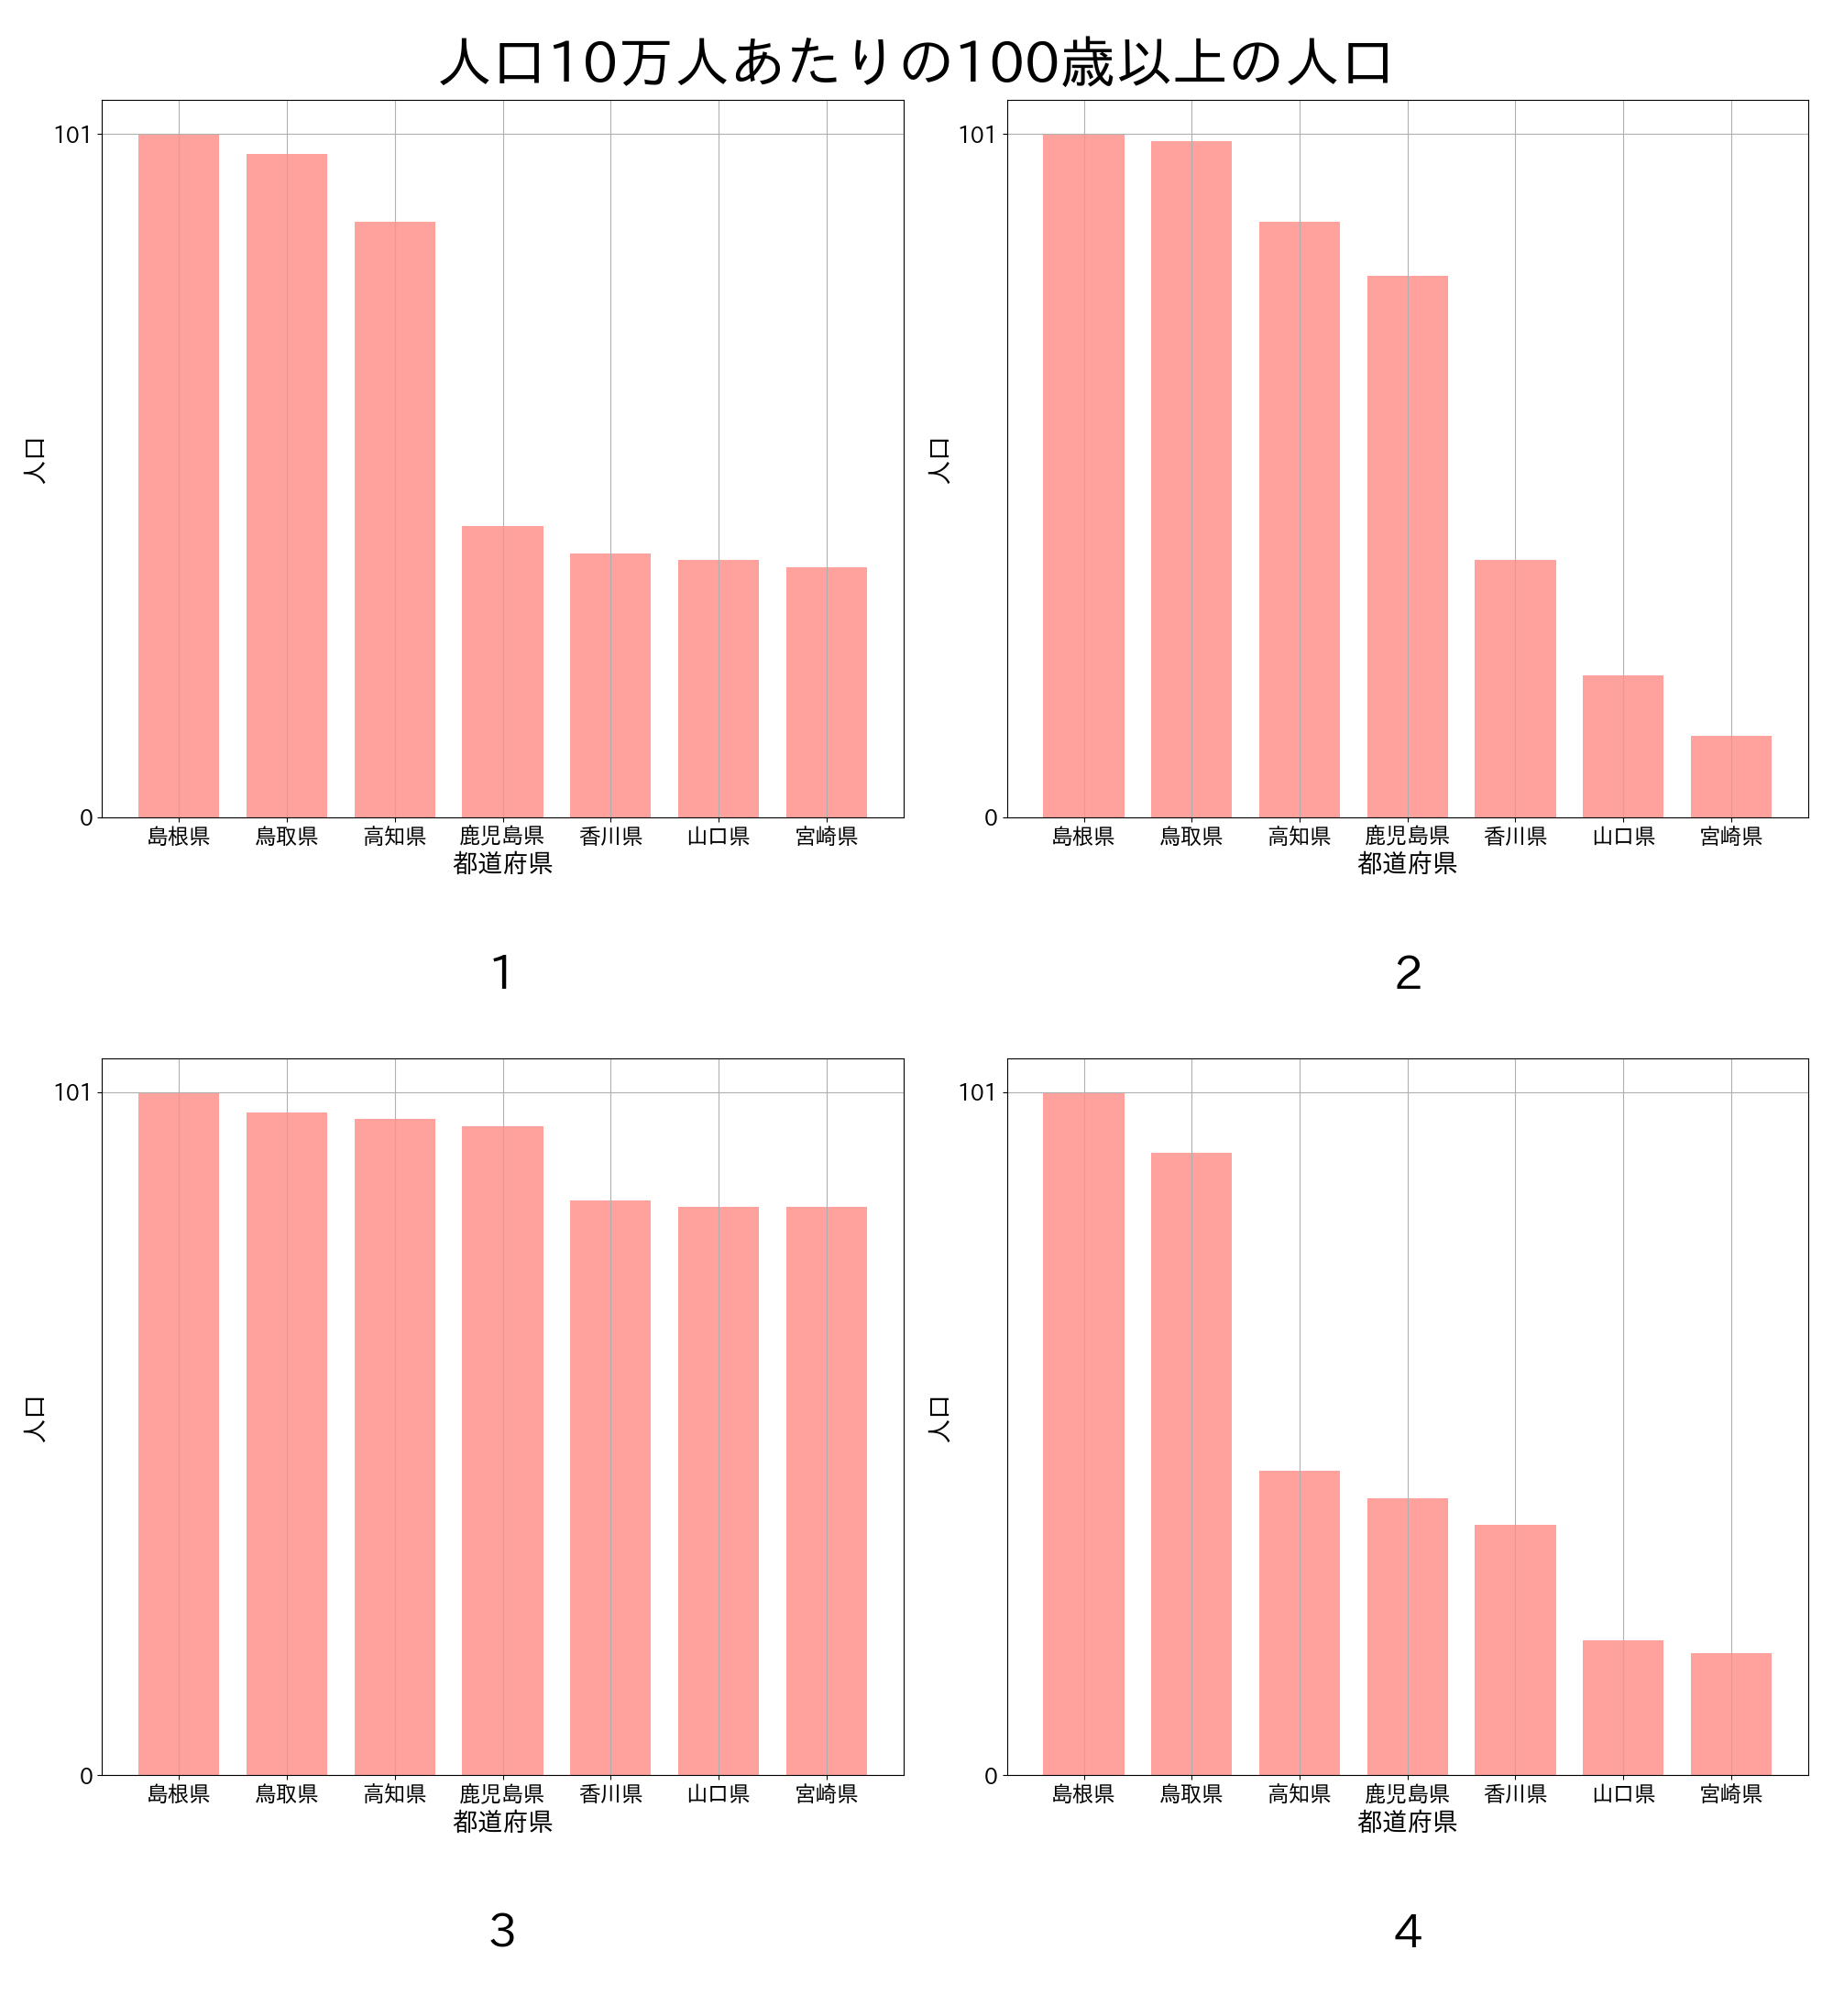 人口10万人あたりの100歳以上の人口
101
0
人口
島根県 鳥取県 高知県 鹿児島県 香川県 山口県 宮崎県
都道府県
1
101
0
人口
島根県 鳥取県 高知県 鹿児島県 香川県 山口県 宮崎県
都道府県
2
101
0
人口
島根県 鳥取県 高知県 鹿児島県 香川県 山口県 宮崎県
都道府県
3
101
0
人口
島根県 鳥取県 高知県 鹿児島県 香川県 山口県 宮崎県
都道府県
4